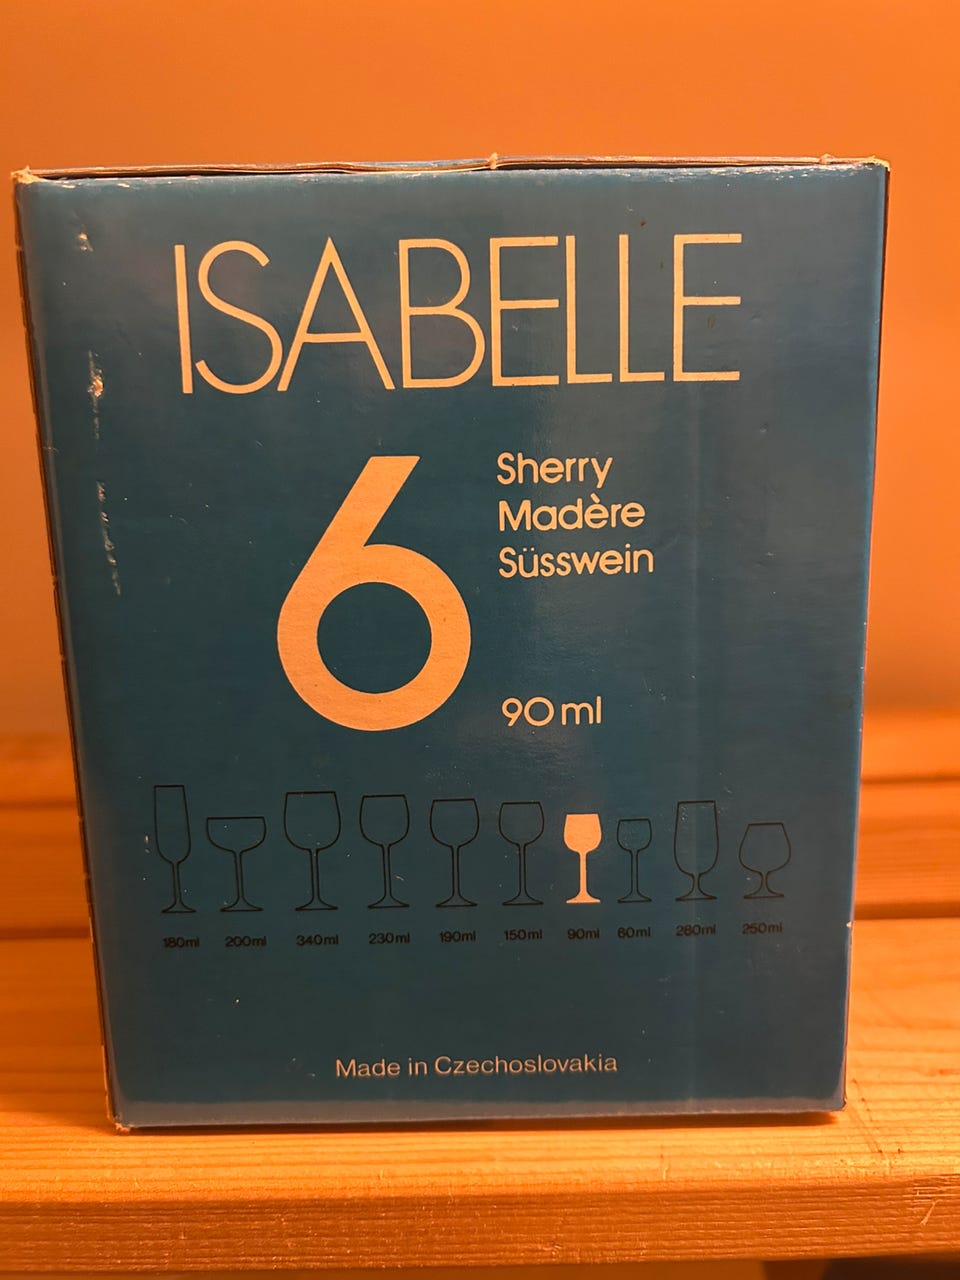 ISABELLE
6
Sherry
Madère
Süsswein
90 ml
180ml 200ml 340ml 230ml 190ml 150ml 90ml 60ml 280ml 250ml
Made in Czechoslovakia